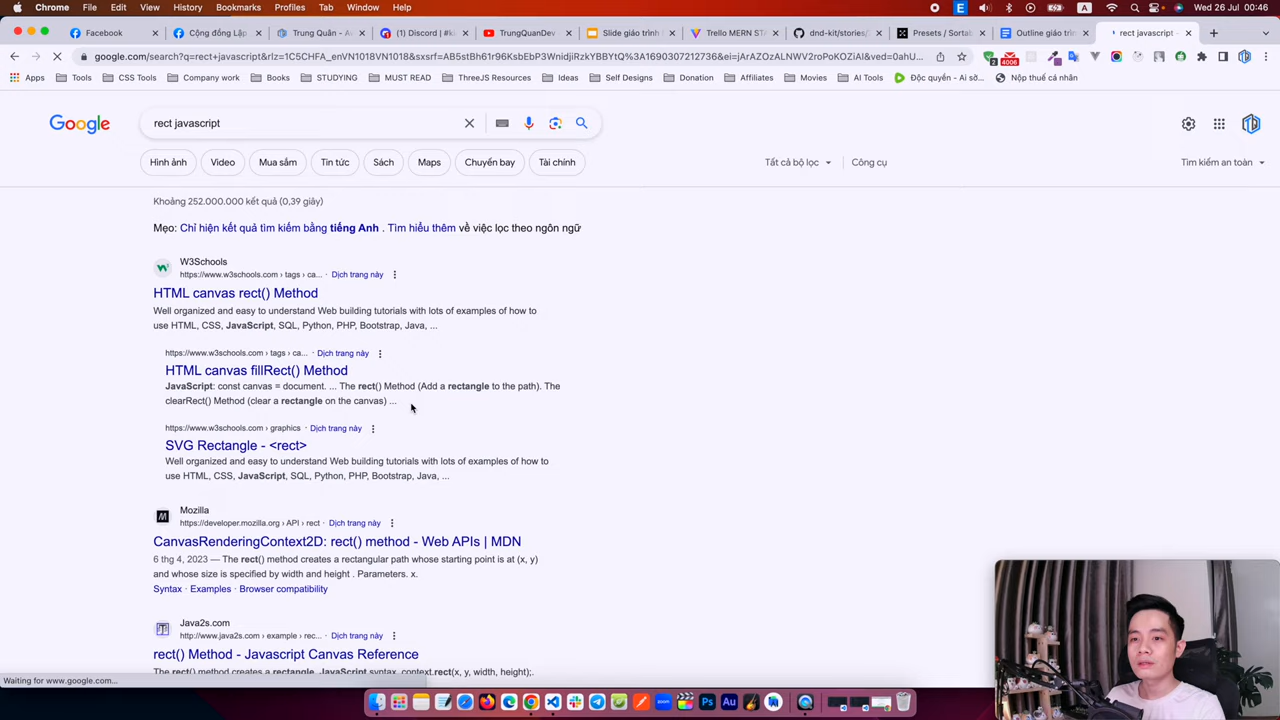 Chrome File Edit View History Bookmarks Profiles Tab Window Help Wed 26 Jul 00:46
Facebook
Cộng đồng Lập
Trung Quân - Av
(1) Discord | #k
TrungQuanDev
Slide giáo trình
Trello MERN STA
dnd-kit/stories/
Presets / Sortab
Outline giáo trìn
rect javascript -
google.com/search?q=rect+javascript&rlz=1C5CHFA_enVN1018VN1018&sxsrf=AB5stBh61r96KsbEbP3WnidjiRzkYBBYtQ%3A1690307212736&ei=jArAZOzALNWV2roPKOZiAI&ved=0ahU...
Apps Tools CSS Tools Company work Books STUDYING MUST READ ThreeJS Resources Ideas Self Designs Donation Affiliates Movies AI Tools Độc quyền - Ai sở... Nộp thuế cá nhân
Google
rect javascript
Hình ảnh Video Mua sắm Tin tức Sách Maps Chuyến bay Tài chính
Tất cả bộ lọc Công cụ Tìm kiếm an toàn
Khoảng 252.000.000 kết quả (0,39 giây)
Mẹo: Chỉ hiện kết quả tìm kiếm bằng tiếng Anh . Tìm hiểu thêm về việc lọc theo ngôn ngữ
W3Schools
https://www.w3schools.com › tags › ca... · Dịch trang này
HTML canvas rect() Method
Well organized and easy to understand Web building tutorials with lots of examples of how to
use HTML, CSS, JavaScript, SQL, Python, PHP, Bootstrap, Java, ...
https://www.w3schools.com › tags › ca... · Dịch trang này
HTML canvas fillRect() Method
JavaScript: const canvas = document. ... The rect() Method (Add a rectangle to the path). The
clearRect() Method (clear a rectangle on the canvas) ...
https://www.w3schools.com › graphics · Dịch trang này
SVG Rectangle - <rect>
Well organized and easy to understand Web building tutorials with lots of examples of how to
use HTML, CSS, JavaScript, SQL, Python, PHP, Bootstrap, Java, ...
Mozilla
https://developer.mozilla.org › API › rect · Dịch trang này
CanvasRenderingContext2D: rect() method - Web APIs | MDN
6 thg 4, 2023 — The rect() method creates a rectangular path whose starting point is at (x, y)
and whose size is specified by width and height . Parameters. x.
Syntax · Examples · Browser compatibility
Java2s.com
http://www.java2s.com › example › rec... · Dịch trang này
rect() Method - Javascript Canvas Reference
The rect() method creates a rectangle. JavaScript syntax, context.rect(x, y, width, height);.
Waiting for www.google.com...